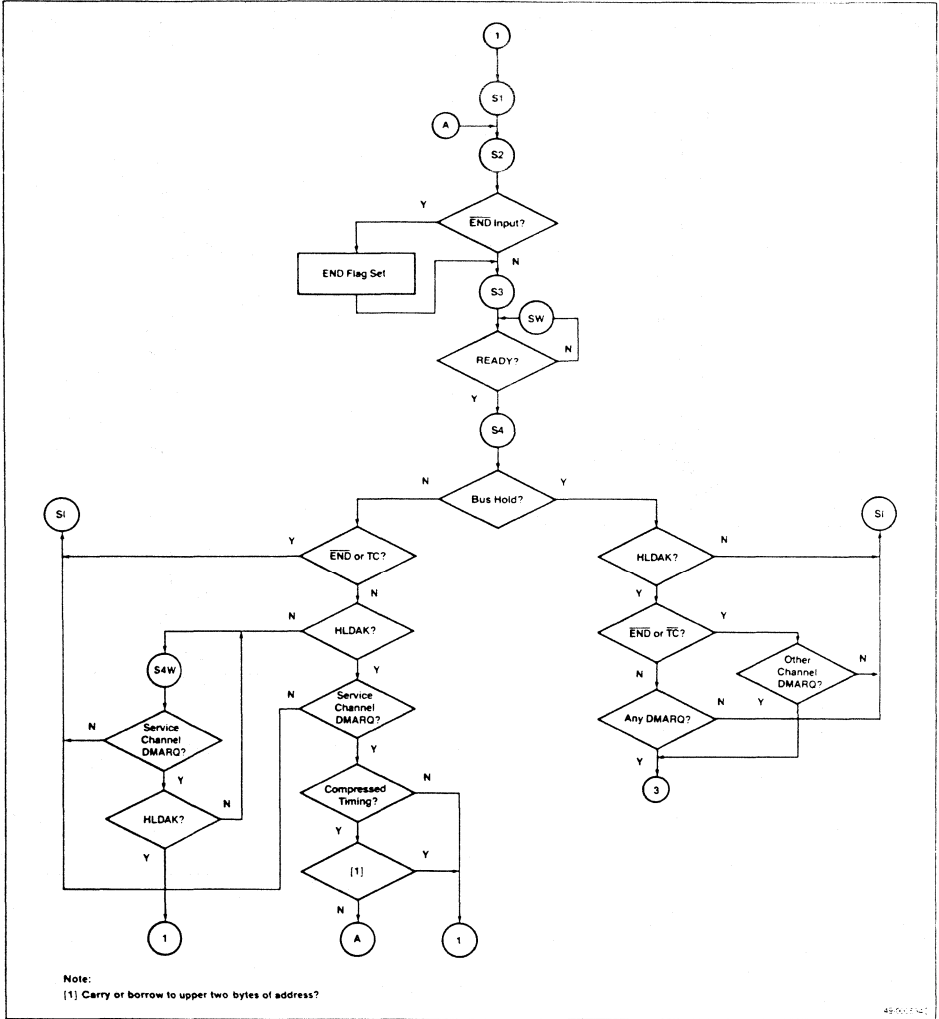 1
S1
A
S2
Y
END Input?
N
END Flag Set
S3
SW
N
READY?
Y
S4
N
Bus Hold?
Y
SI
SI
Y
END or TC?
N
HLDAK?
N
Y
N
HLDAK?
Y
END or TC?
Y
S4W
N
Service
Channel
DMARQ?
Y
Other
Channel
DMARQ?
N
Y
N
Any DMARQ?
N
Y
3
N
Service
Channel
DMARQ?
Y
Compressed
Timing?
N
Y
HLDAK?
N
Y
[1]
Y
N
1
A
1
Note:
[1] Carry or borrow to upper two bytes of address?